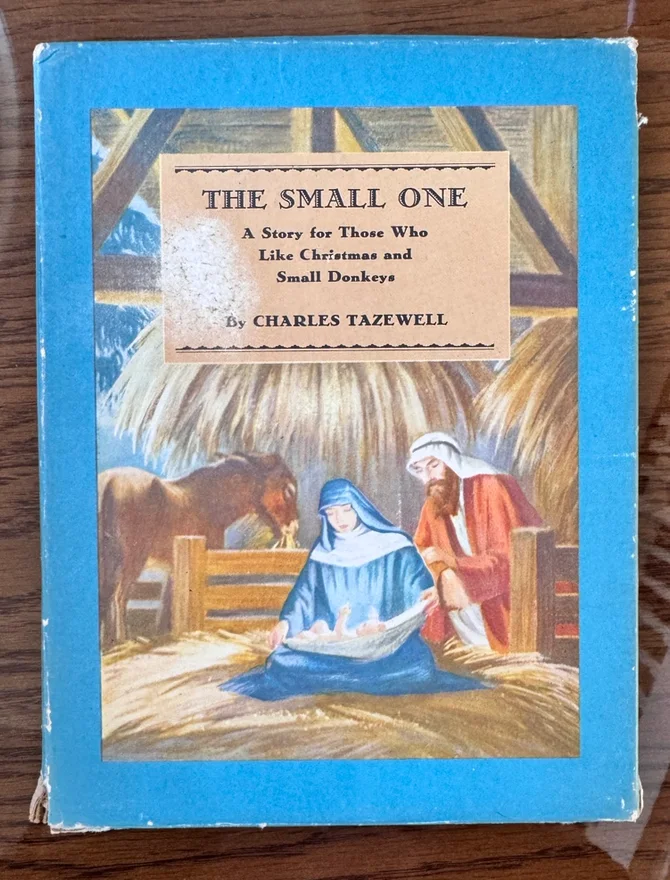 THE SMALL ONE
A Story for Those Who
Like Christmas and
Small Donkeys
By CHARLES TAZEWELL